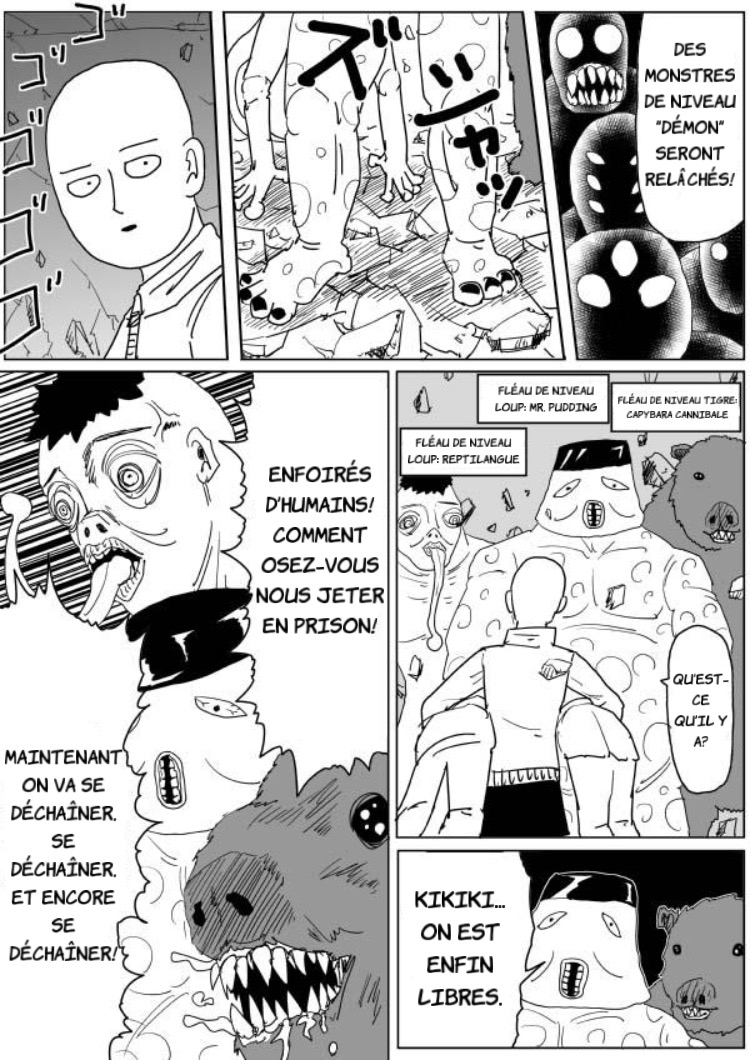 DES
MONSTRES
DE NIVEAU
"DÉMON"
SERONT
RELÂCHÉS!
ズ
ジャッ
ゴ
ゴ
ゴ
ゴ
ゴ
FLÉAU DE NIVEAU TIGRE:
CAPYBARA CANNIBALE
FLÉAU DE NIVEAU
LOUP: MR. PUDDING
FLÉAU DE NIVEAU
LOUP: REPTILANGUE
QU'EST-
CE
QU'IL Y
A?
KIKIKI...
ON EST
ENFIN
LIBRES.
ENFOIRÉS
D'HUMAINS!
COMMENT
OSEZ-VOUS
NOUS JETER
EN PRISON!
MAINTENANT
ON VA SE
DÉCHAÎNER.
SE
DÉCHAÎNER.
ET ENCORE
SE
DÉCHAÎNER!